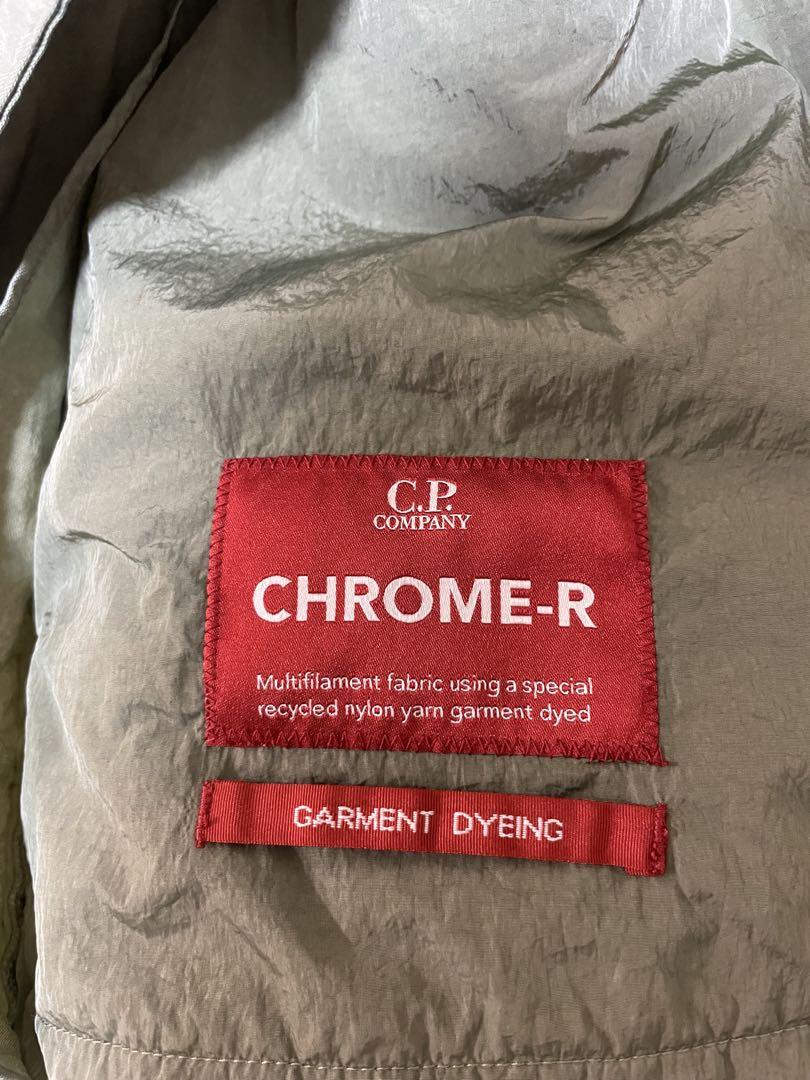 C.P.
COMPANY
CHROME-R
Multifilament fabric using a special
recycled nylon yarn garment dyed
GARMENT DYEING